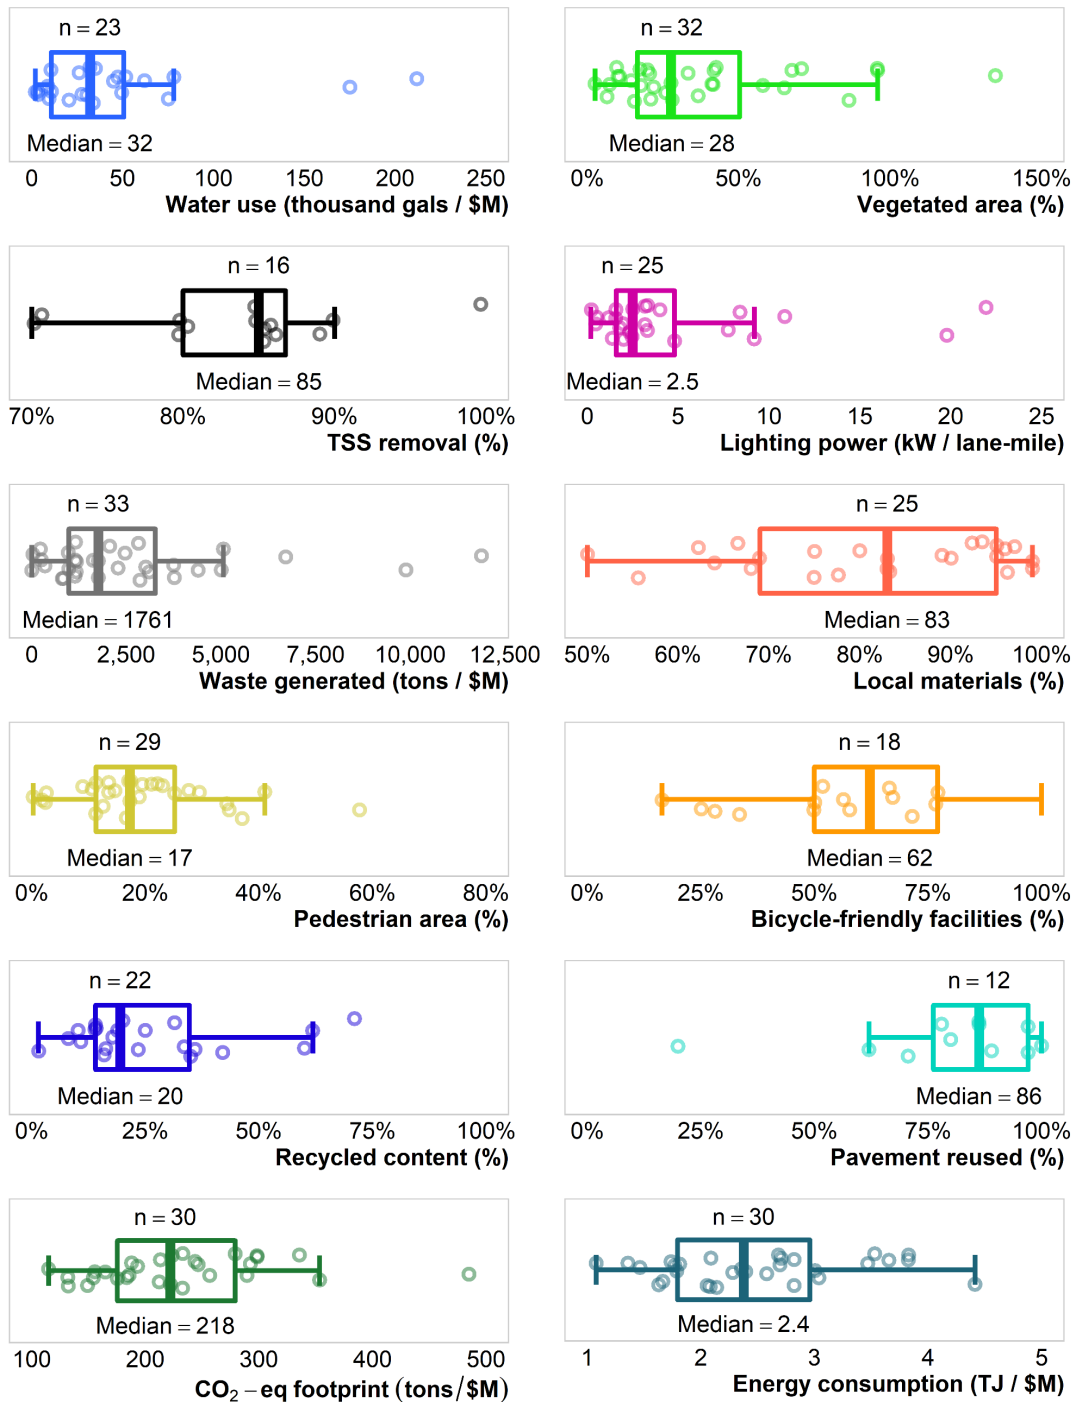 n = 23
Median = 32
0 50 100 150 200 250
Water use (thousand gals / $M)
n = 32
Median = 28
0% 50% 100% 150%
Vegetated area (%)
n = 16
Median = 85
70% 80% 90% 100%
TSS removal (%)
n = 25
Median = 2.5
0 5 10 15 20 25
Lighting power (kW / lane-mile)
n = 33
Median = 1761
0 2,500 5,000 7,500 10,000 12,500
Waste generated (tons / $M)
n = 25
Median = 83
50% 60% 70% 80% 90% 100%
Local materials (%)
n = 29
Median = 17
0% 20% 40% 60% 80%
Pedestrian area (%)
n = 18
Median = 62
0% 25% 50% 75% 100%
Bicycle-friendly facilities (%)
n = 22
Median = 20
0% 25% 50% 75% 100%
Recycled content (%)
n = 12
Median = 86
0% 25% 50% 75% 100%
Pavement reused (%)
n = 30
Median = 218
100 200 300 400 500
CO₂ – eq footprint (tons/$M)
n = 30
Median = 2.4
1 2 3 4 5
Energy consumption (TJ / $M)